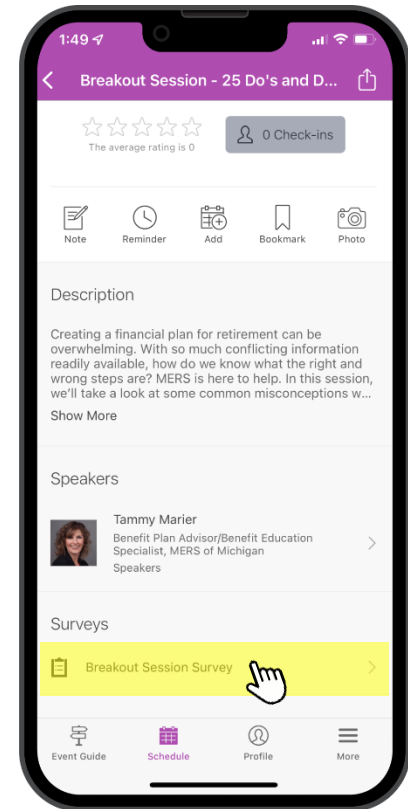 1:49
Breakout Session - 25 Do's and D...
The average rating is 0
0 Check-ins
Note
Reminder
Add
Bookmark
Photo
Description
Creating a financial plan for retirement can be
overwhelming. With so much conflicting information
readily available, how do we know what the right and
wrong steps are? MERS is here to help. In this session,
we'll take a look at some common misconceptions w...
Show More
Speakers
Tammy Marier
Benefit Plan Advisor/Benefit Education
Specialist, MERS of Michigan
Speakers
Surveys
Breakout Session Survey
Event Guide
Schedule
Profile
More